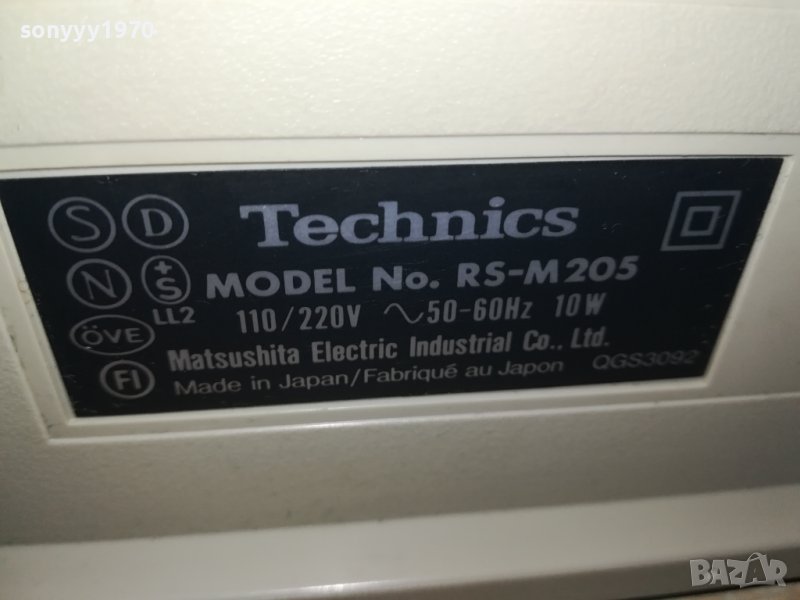 sonyyy1970
S D Technics
N +S MODEL No. RS-M205
LL2 110/220V ~50-60Hz 10W
ÖVE Matsushita Electric Industrial Co., Ltd.
FI Made in Japan/Fabriqué au Japon QGS3092
BAZAR